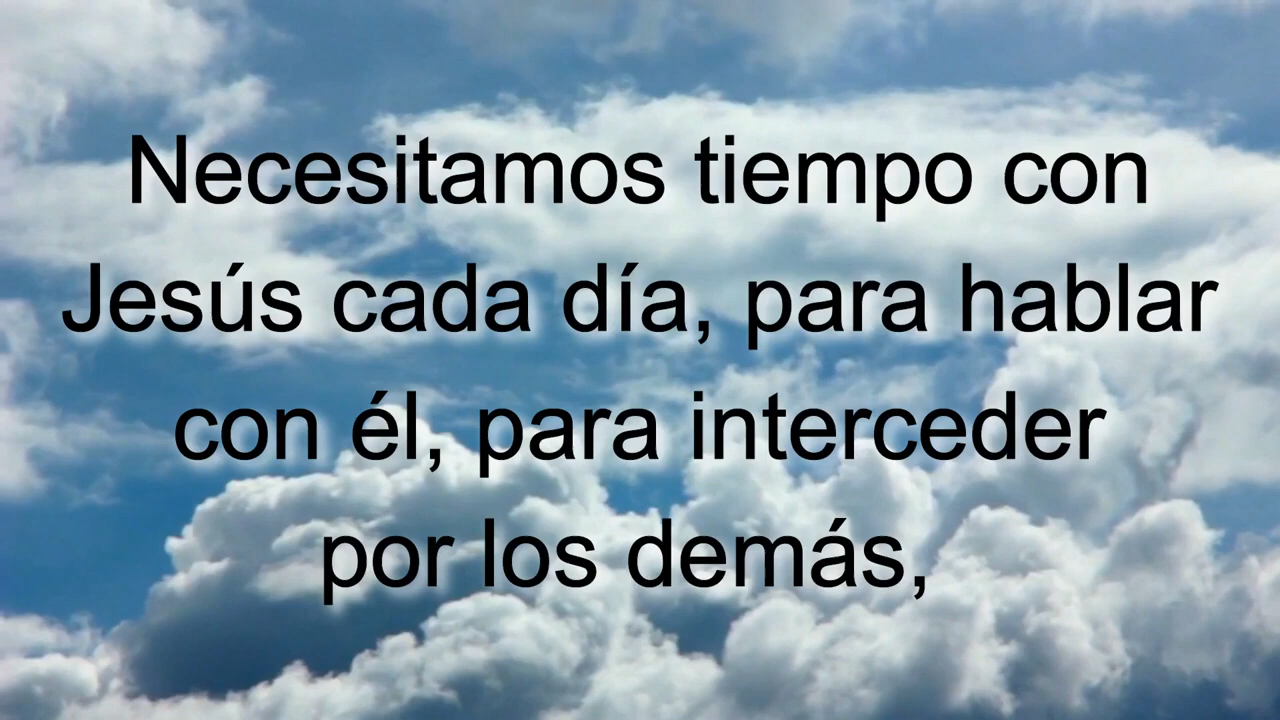 Necesitamos tiempo con
Jesús cada día, para hablar
con él, para interceder
por los demás,